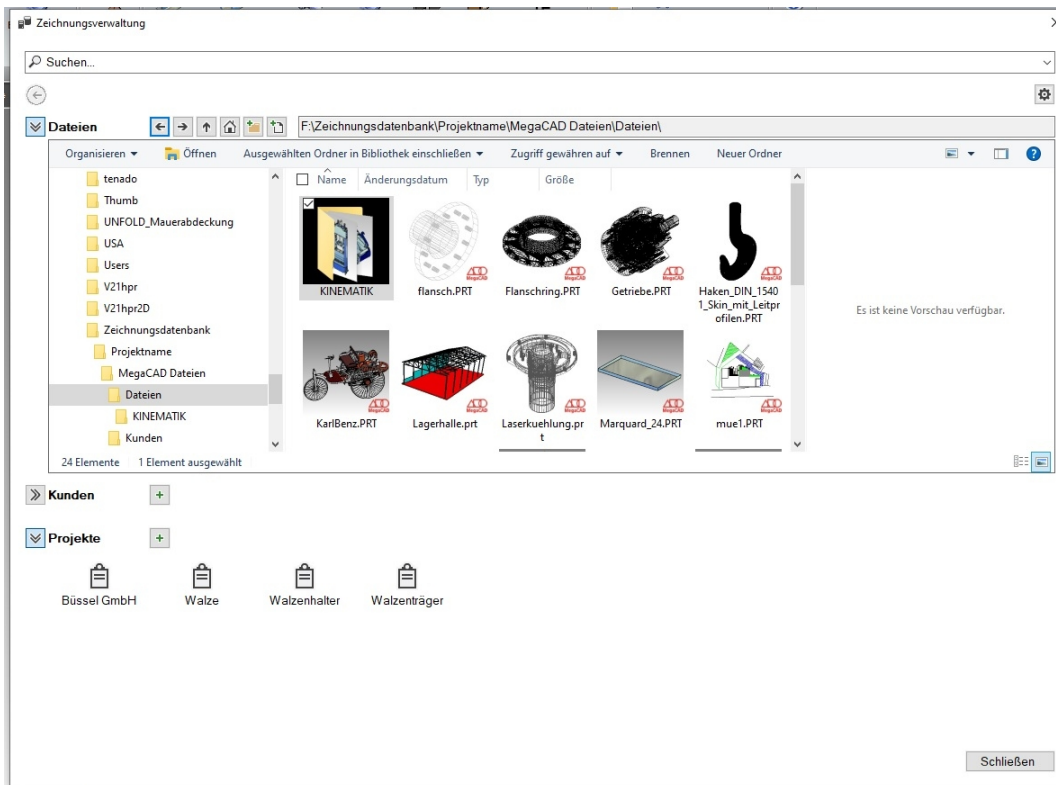 Zeichnungsverwaltung
Suchen...
Dateien
F:\Zeichnungsdatenbank\Projektname\MegaCAD Dateien\Dateien\
Organisieren Öffnen Ausgewählten Ordner in Bibliothek einschließen Zugriff gewähren auf Brennen Neuer Ordner
tenado
Thumb
UNFOLD_Mauerabdeckung
USA
Users
V21hpr
V21hpr2D
Zeichnungsdatenbank
Projektname
MegaCAD Dateien
Dateien
KINEMATIK
Kunden
Name Änderungsdatum Typ Größe
KINEMATIK
flansch.PRT
Flanschring.PRT
Getriebe.PRT
Haken_DIN_1540
1_Skin_mit_Leitpr
ofilen.PRT
KarlBenz.PRT
Lagerhalle.prt
Laserkuehlung.pr
t
Marquard_24.PRT
mue1.PRT
Es ist keine Vorschau verfügbar.
24 Elemente 1 Element ausgewählt
Kunden
Projekte
Büssel GmbH
Walze
Walzenhalter
Walzenträger
Schließen